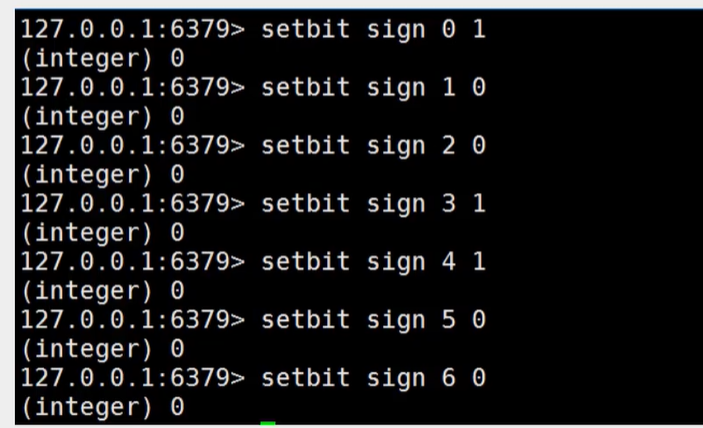 127.0.0.1:6379> setbit sign 0 1
(integer) 0
127.0.0.1:6379> setbit sign 1 0
(integer) 0
127.0.0.1:6379> setbit sign 2 0
(integer) 0
127.0.0.1:6379> setbit sign 3 1
(integer) 0
127.0.0.1:6379> setbit sign 4 1
(integer) 0
127.0.0.1:6379> setbit sign 5 0
(integer) 0
127.0.0.1:6379> setbit sign 6 0
(integer) 0